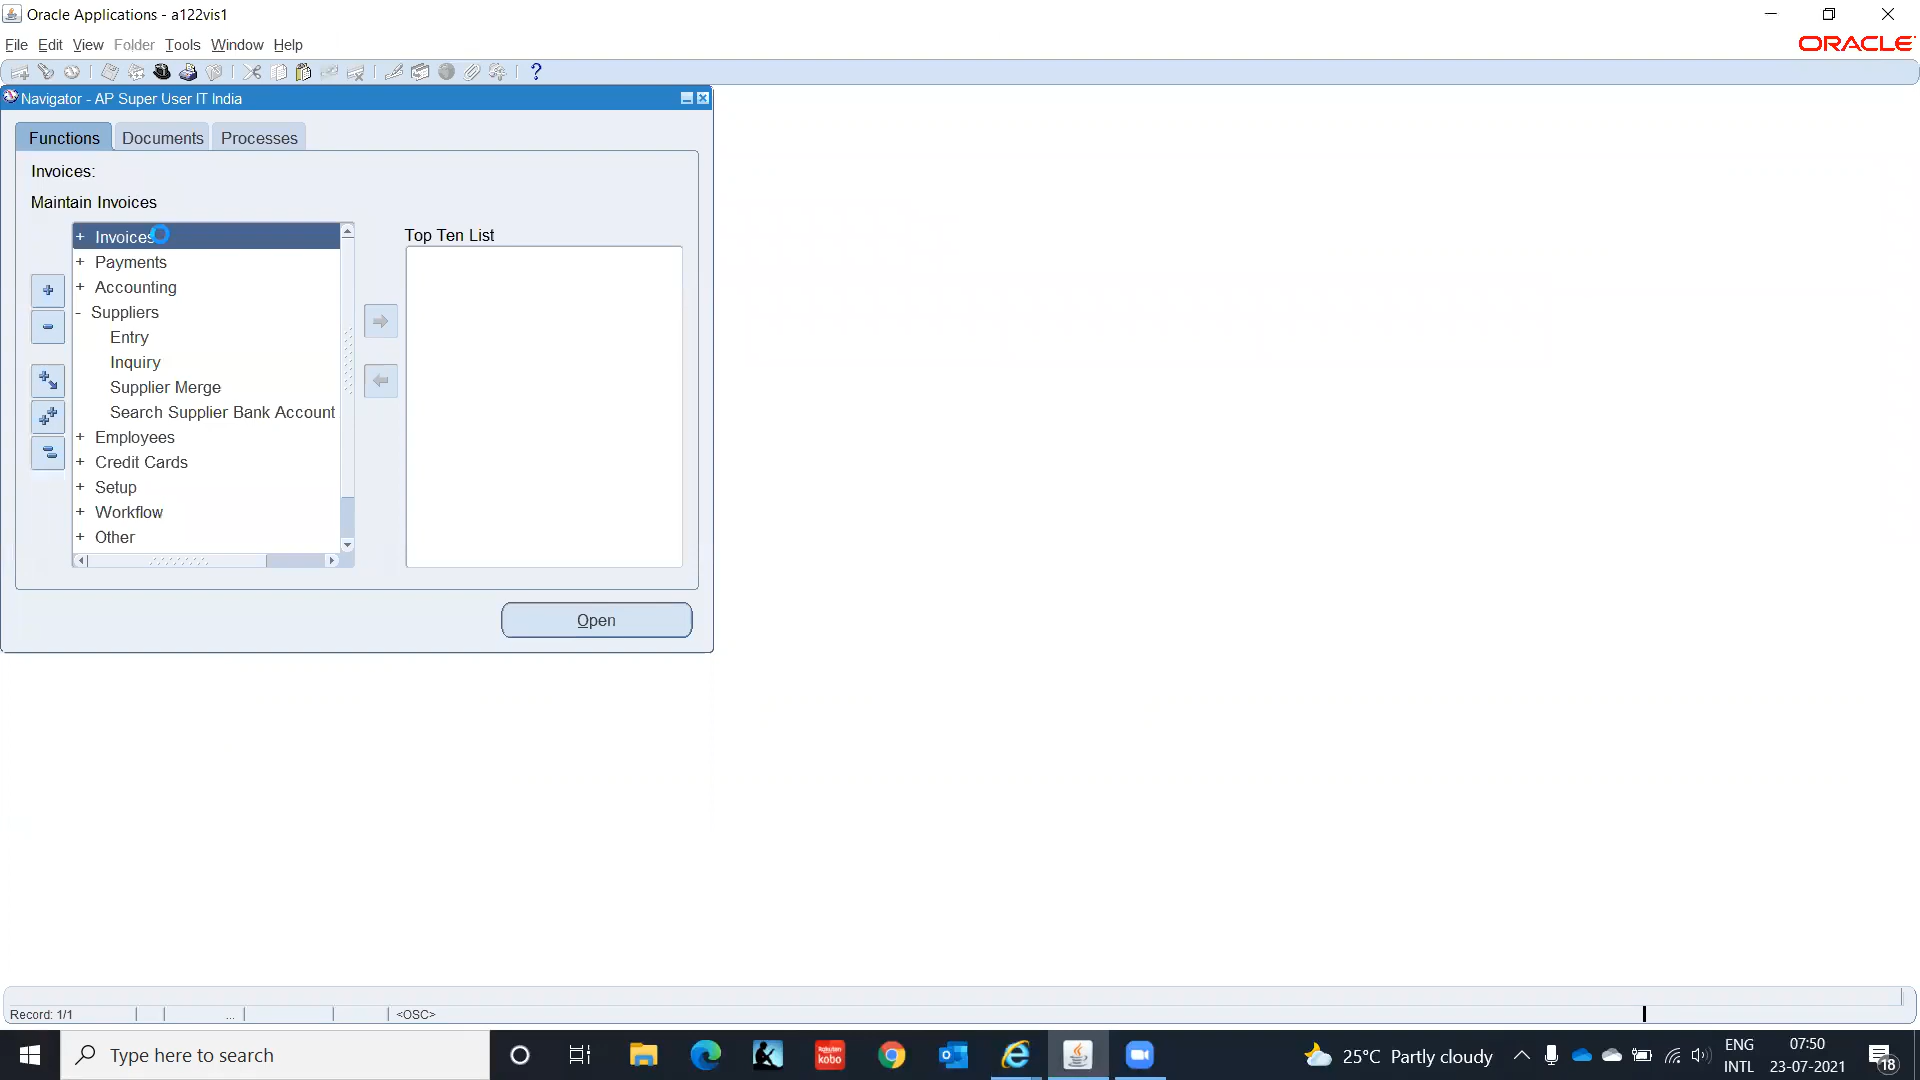 Oracle Applications - a122vis1
File Edit View Folder Tools Window Help
ORACLE
Navigator - AP Super User IT India
Functions Documents Processes
Invoices:
Maintain Invoices
+ Invoices
+ Payments
+ Accounting
- Suppliers
Entry
Inquiry
Supplier Merge
Search Supplier Bank Account
+ Employees
+ Credit Cards
+ Setup
+ Workflow
+ Other
Top Ten List
Open
Record: 1/1 ... <OSC>
Type here to search
Rakuten kobo
25°C Partly cloudy
ENG
INTL
07:50
23-07-2021
18